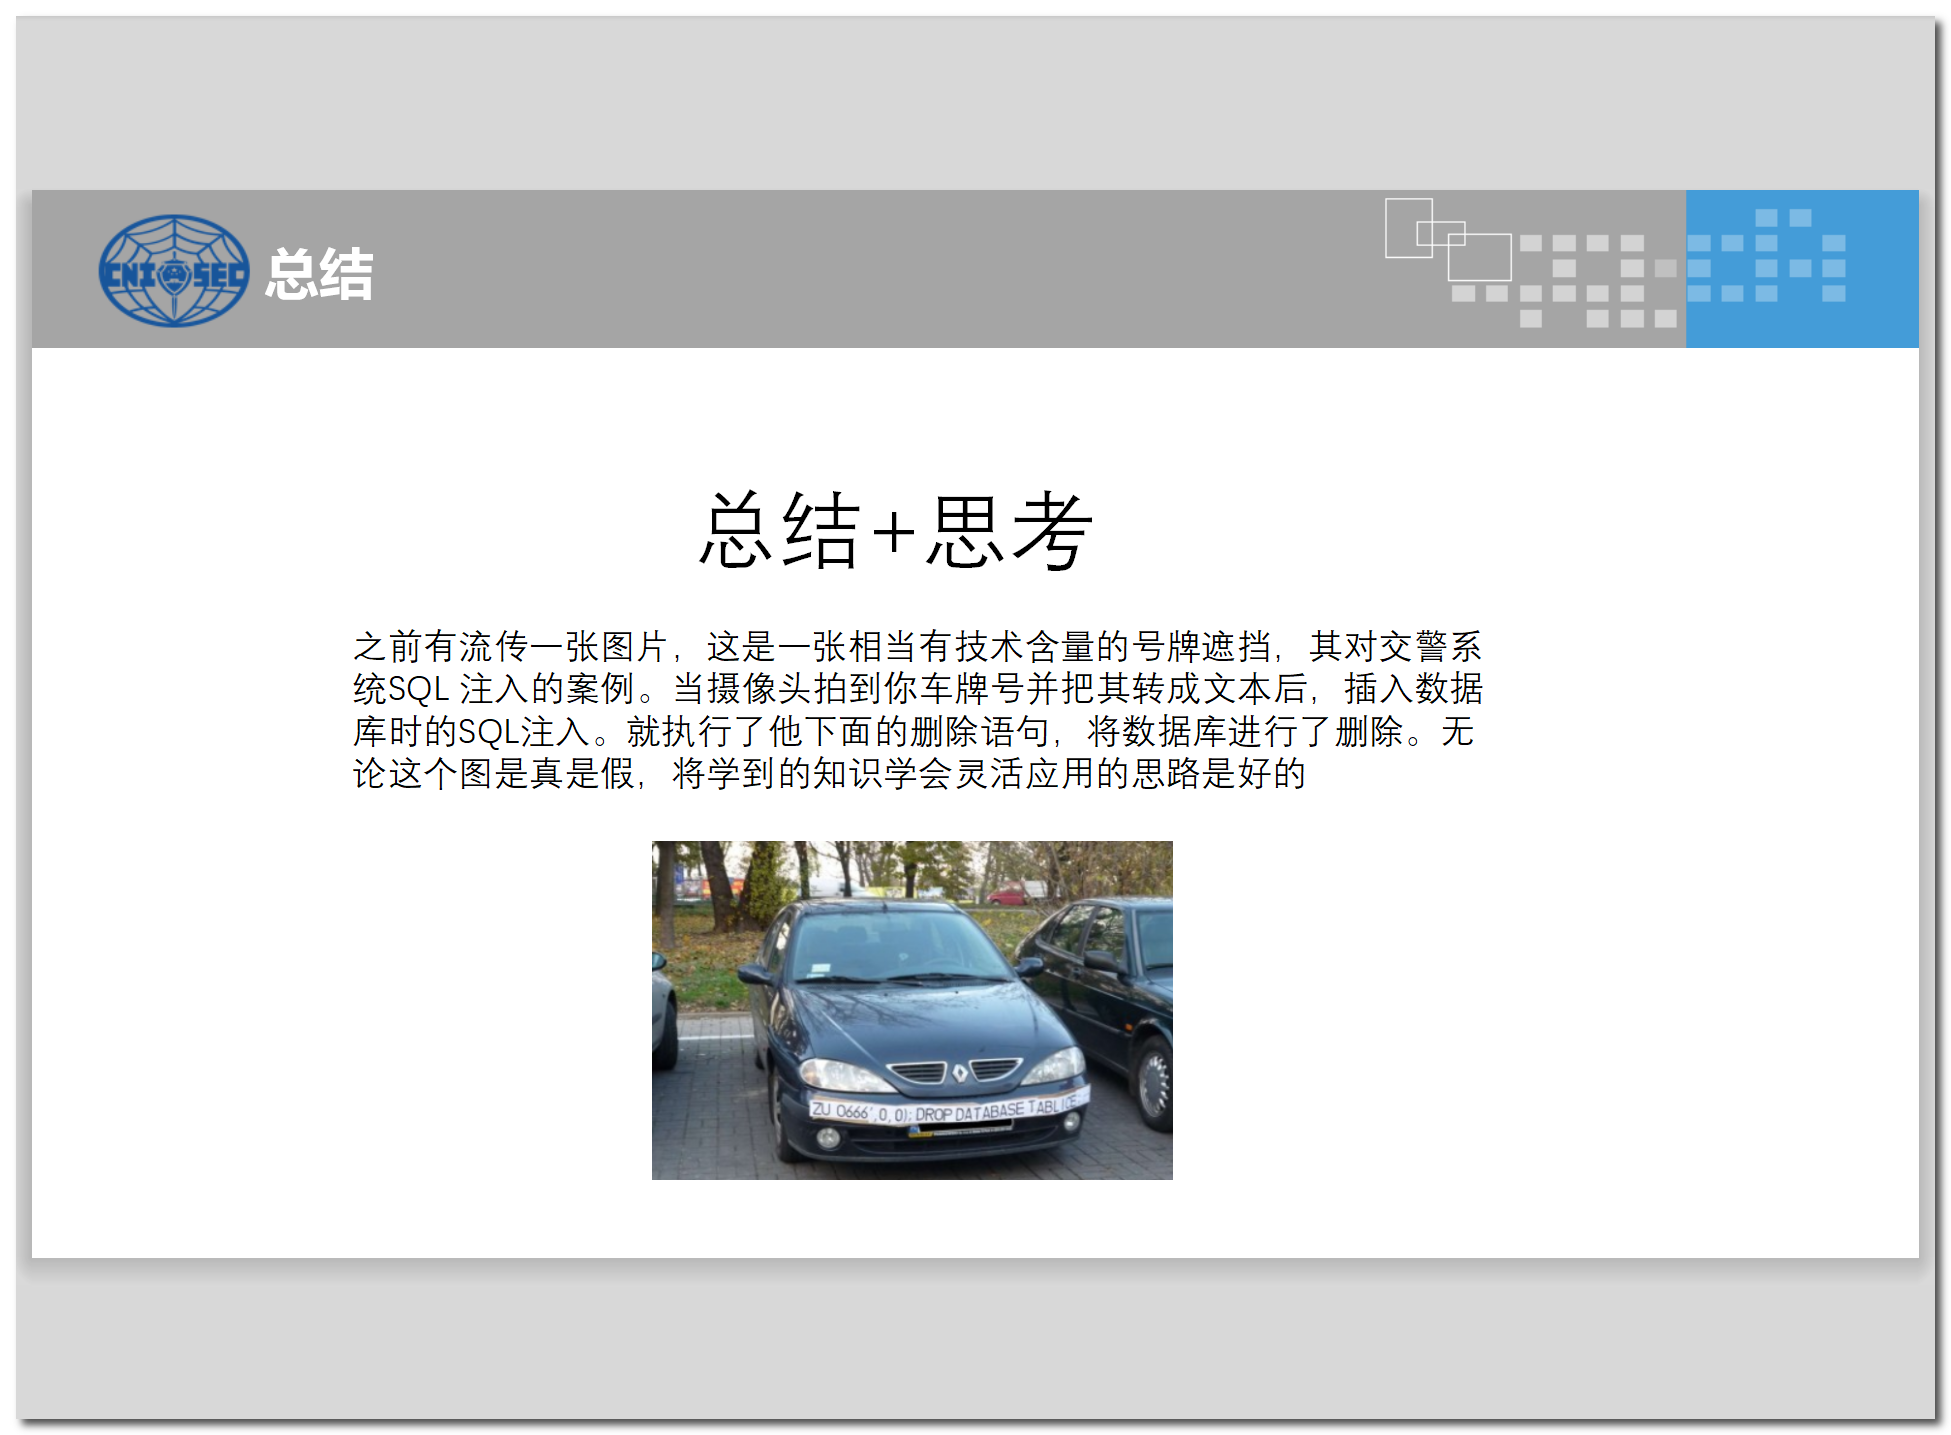 CNI SEC
总结
总结+思考
之前有流传一张图片，这是一张相当有技术含量的号牌遮挡，其对交警系
统SQL 注入的案例。当摄像头拍到你车牌号并把其转成文本后，插入数据
库时的SQL注入。就执行了他下面的删除语句，将数据库进行了删除。无
论这个图是真是假，将学到的知识学会灵活应用的思路是好的
ZU 0666',0,0); DROP DATABASE TABLICE;